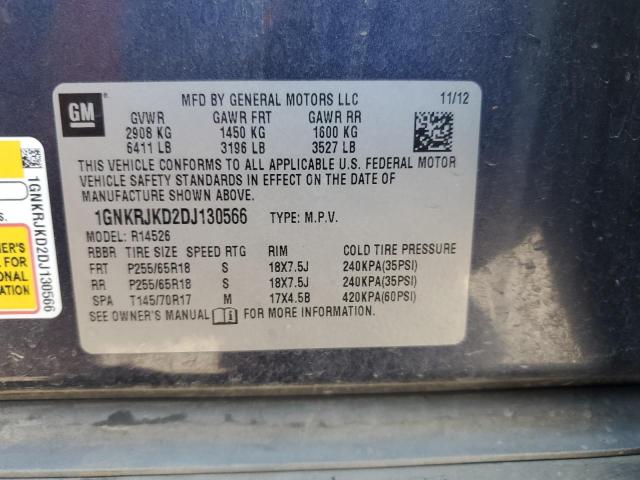 GM
MFD BY GENERAL MOTORS LLC 11/12
GVWR GAWR FRT GAWR RR
2908 KG 1450 KG 1600 KG
6411 LB 3196 LB 3527 LB
THIS VEHICLE CONFORMS TO ALL APPLICABLE U.S. FEDERAL MOTOR
VEHICLE SAFETY STANDARDS IN EFFECT ON THE DATE OF
MANUFACTURE SHOWN ABOVE.
1GNKRJKD2DJ130566 TYPE: M.P.V.
MODEL: R14526
RBBR TIRE SIZE SPEED RTG RIM COLD TIRE PRESSURE
FRT P255/65R18 S 18X7.5J 240KPA(35PSI)
RR P255/65R18 S 18X7.5J 240KPA(35PSI)
SPA T145/70R17 M 17X4.5B 420KPA(60PSI)
SEE OWNER'S MANUAL FOR MORE INFORMATION.
1GNKRJKD2DJ130566
ER'S
FOR
IONAL
ATION